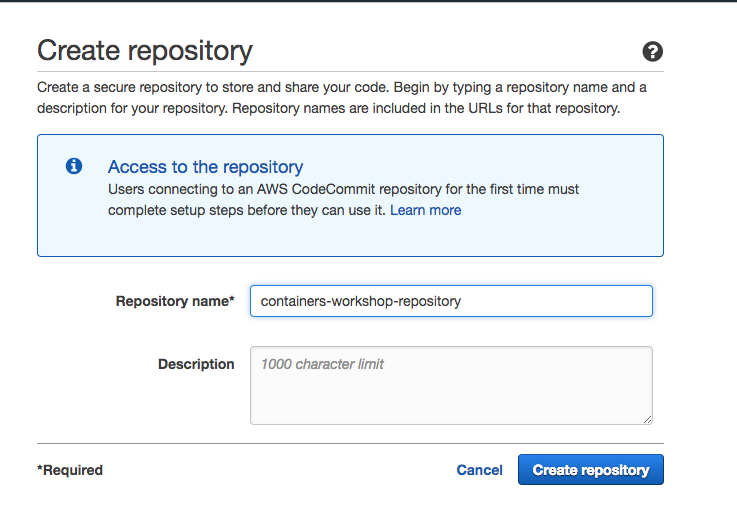 Create repository
?
Create a secure repository to store and share your code. Begin by typing a repository name and a
description for your repository. Repository names are included in the URLs for that repository.
i
Access to the repository
Users connecting to an AWS CodeCommit repository for the first time must
complete setup steps before they can use it. Learn more
Repository name* containers-workshop-repository
Description 1000 character limit
*Required Cancel Create repository